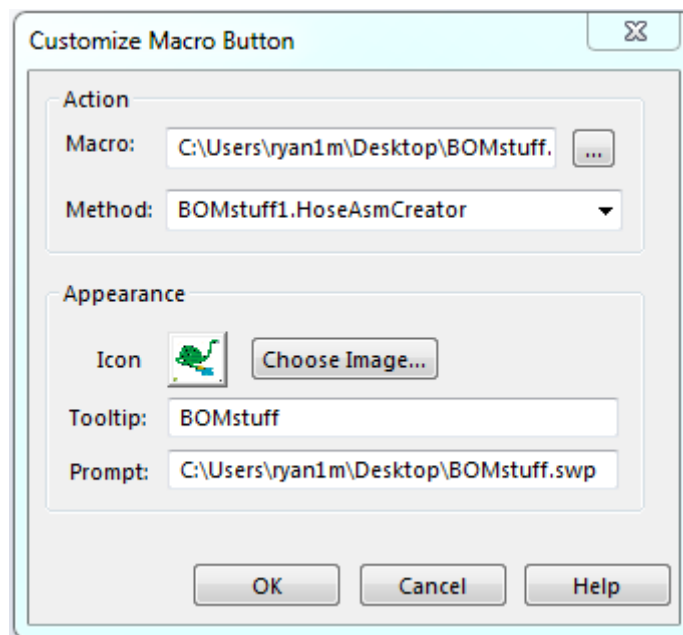 Customize Macro Button
Action
Macro: C:\Users\ryan1m\Desktop\BOMstuff. ...
Method: BOMstuff1.HoseAsmCreator
Appearance
Icon Choose Image...
Tooltip: BOMstuff
Prompt: C:\Users\ryan1m\Desktop\BOMstuff.swp
OK Cancel Help